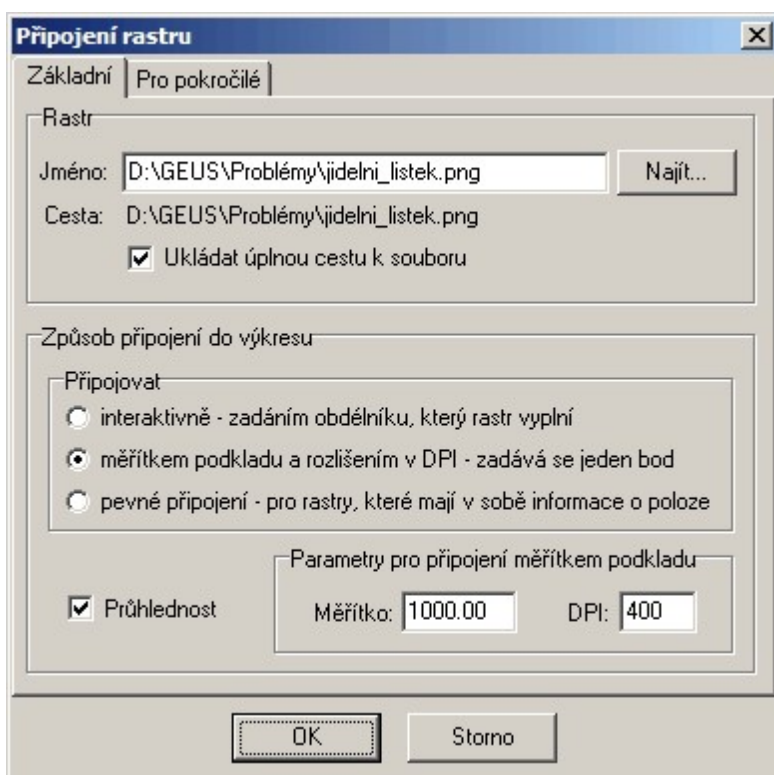 Připojení rastru
Základní Pro pokročilé
Rastr
Jméno: D:\GEUS\Problémy\jidelni_listek.png Najít...
Cesta: D:\GEUS\Problémy\jidelni_listek.png
Ukládat úplnou cestu k souboru
Způsob připojení do výkresu
Připojovat
interaktivně - zadáním obdélníku, který rastr vyplní
měřítkem podkladu a rozlišením v DPI - zadává se jeden bod
pevné připojení - pro rastry, které mají v sobě informace o poloze
Parametry pro připojení měřítkem podkladu
Průhlednost Měřítko: 1000.00 DPI: 400
OK Storno